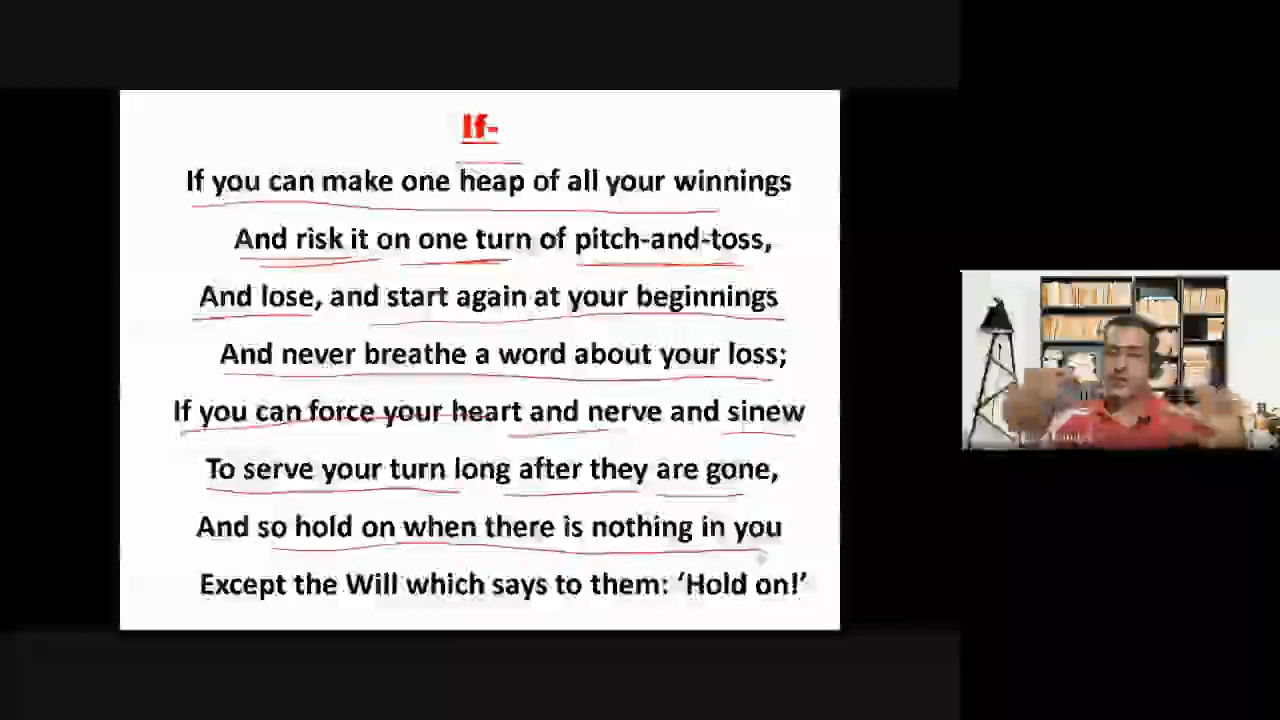 If-
If you can make one heap of all your winnings
And risk it on one turn of pitch-and-toss,
And lose, and start again at your beginnings
And never breathe a word about your loss;
If you can force your heart and nerve and sinew
To serve your turn long after they are gone,
And so hold on when there is nothing in you
Except the Will which says to them: ‘Hold on!’